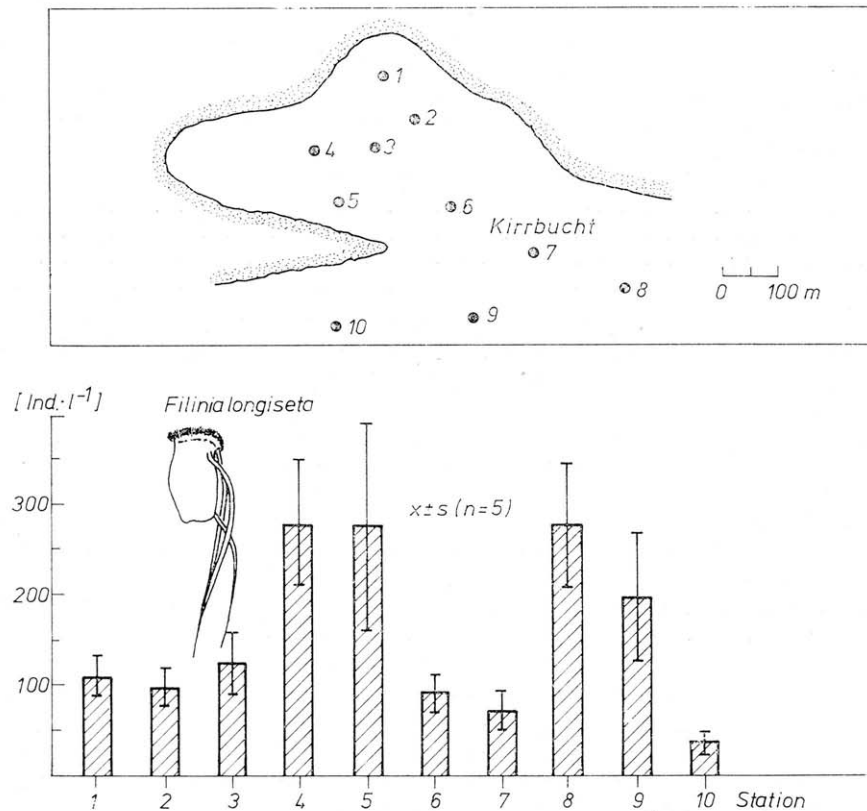 1
2
3
4
5
6
Kirrbucht
7
8
0 100 m
9
10
[Ind.·l⁻¹]
Filinia longiseta
x±s (n=5)
300
200
100
1 2 3 4 5 6 7 8 9 10 Station